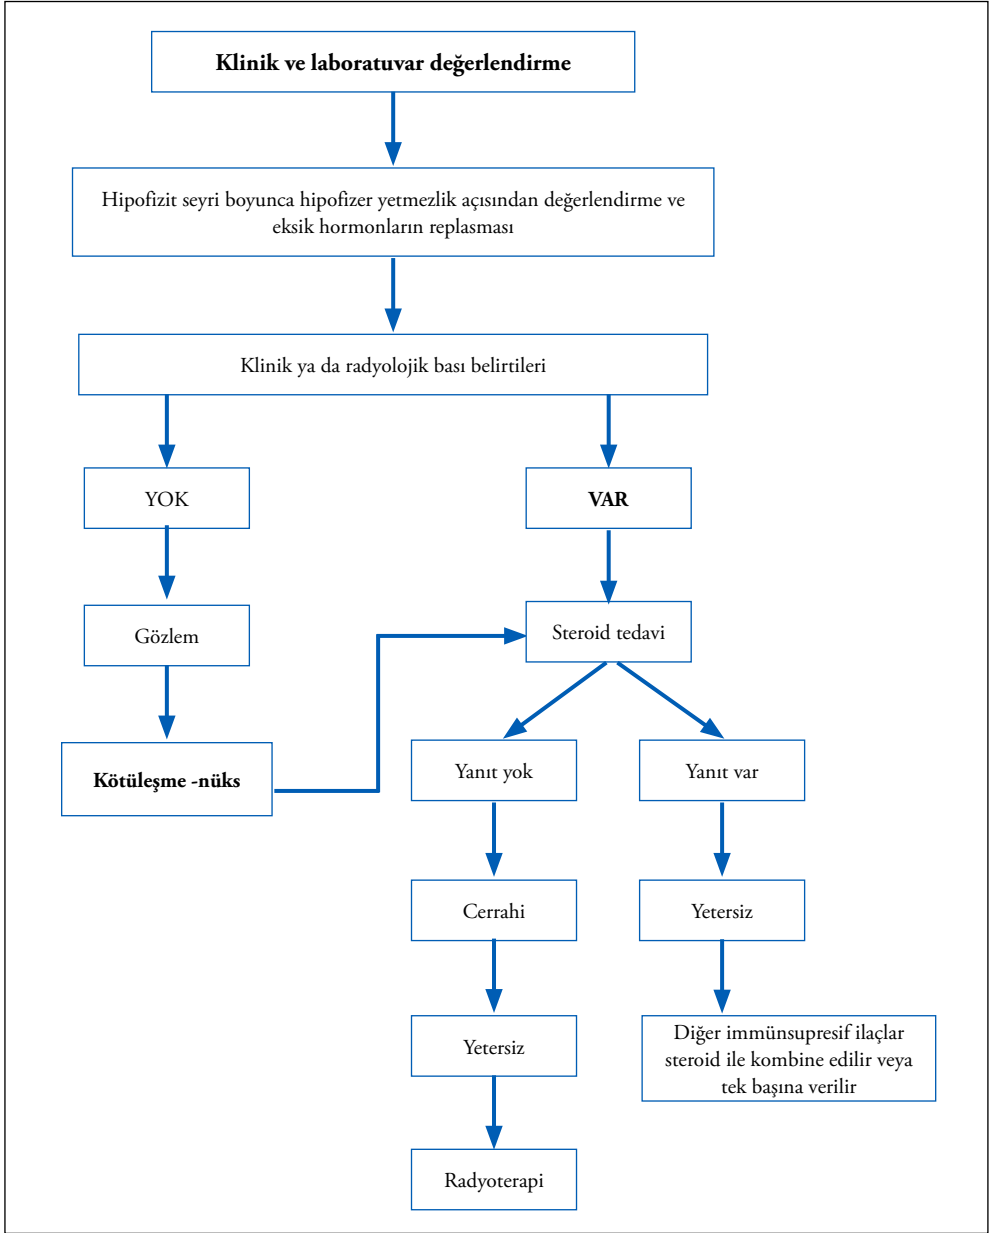 Klinik ve laboratuvar değerlendirme
Hipofizit seyri boyunca hipofizer yetmezlik açısından değerlendirme ve
eksik hormonların replasması
Klinik ya da radyolojik bası belirtileri
YOK
VAR
Gözlem
Steroid tedavi
Kötüleşme -nüks
Yanıt yok
Yanıt var
Cerrahi
Yetersiz
Yetersiz
Diğer immünsupresif ilaçlar
steroid ile kombine edilir veya
tek başına verilir
Radyoterapi